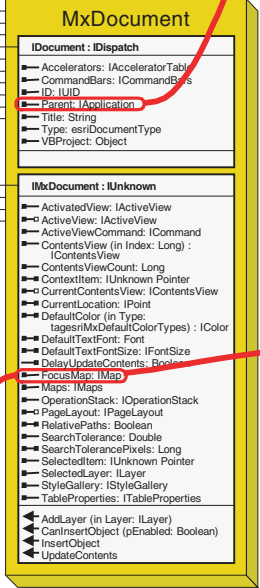 MxDocument
IDocument : IDispatch
Accelerators: IAcceleratorTable
CommandBars: ICommandBars
ID: IUID
Parent: IApplication
Title: String
Type: esriDocumentType
VBProject: Object
IMxDocument : IUnknown
ActivatedView: IActiveView
ActiveView: IActiveView
ActiveViewCommand: ICommand
ContentsView (in Index: Long) :
IContentsView
ContentsViewCount: Long
ContextItem: IUnknown Pointer
CurrentContentsView: IContentsView
CurrentLocation: IPoint
DefaultColor (in Type:
tagesriMxDefaultColorTypes) : IColor
DefaultTextFont: Font
DefaultTextFontSize: IFontSize
DelayUpdateContents: Boolean
FocusMap: IMap
Maps: IMaps
OperationStack: IOperationStack
PageLayout: IPageLayout
RelativePaths: Boolean
SearchTolerance: Double
SearchTolerancePixels: Long
SelectedItem: IUnknown Pointer
SelectedLayer: ILayer
StyleGallery: IStyleGallery
TableProperties: ITableProperties
AddLayer (in Layer: ILayer)
CanInsertObject (pEnabled: Boolean)
InsertObject
UpdateContents